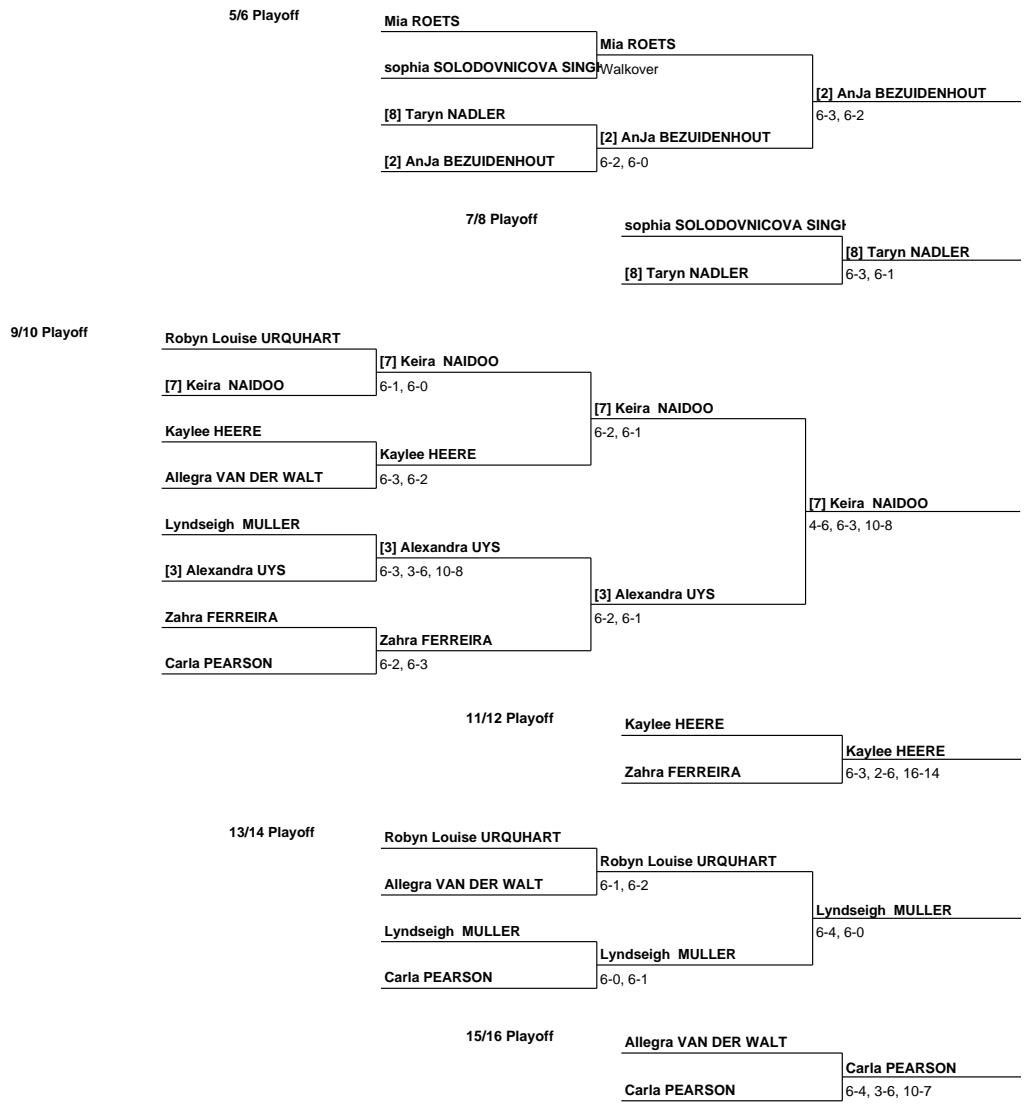 5/6 Playoff
Mia ROETS
Mia ROETS
sophia SOLODOVNICOVA SINGH
Walkover
[2] AnJa BEZUIDENHOUT
6-3, 6-2
[8] Taryn NADLER
[2] AnJa BEZUIDENHOUT
[2] AnJa BEZUIDENHOUT
6-2, 6-0
7/8 Playoff
sophia SOLODOVNICOVA SINGH
[8] Taryn NADLER
[8] Taryn NADLER
6-3, 6-1
9/10 Playoff
Robyn Louise URQUHART
[7] Keira NAIDOO
[7] Keira NAIDOO
6-1, 6-0
[7] Keira NAIDOO
6-2, 6-1
Kaylee HEERE
Kaylee HEERE
Allegra VAN DER WALT
6-3, 6-2
[7] Keira NAIDOO
4-6, 6-3, 10-8
Lyndseigh MULLER
[3] Alexandra UYS
[3] Alexandra UYS
6-3, 3-6, 10-8
[3] Alexandra UYS
6-2, 6-1
Zahra FERREIRA
Zahra FERREIRA
Carla PEARSON
6-2, 6-3
11/12 Playoff
Kaylee HEERE
Kaylee HEERE
Zahra FERREIRA
6-3, 2-6, 16-14
13/14 Playoff
Robyn Louise URQUHART
Robyn Louise URQUHART
Allegra VAN DER WALT
6-1, 6-2
Lyndseigh MULLER
6-4, 6-0
Lyndseigh MULLER
Lyndseigh MULLER
Carla PEARSON
6-0, 6-1
15/16 Playoff
Allegra VAN DER WALT
Carla PEARSON
Carla PEARSON
6-4, 3-6, 10-7